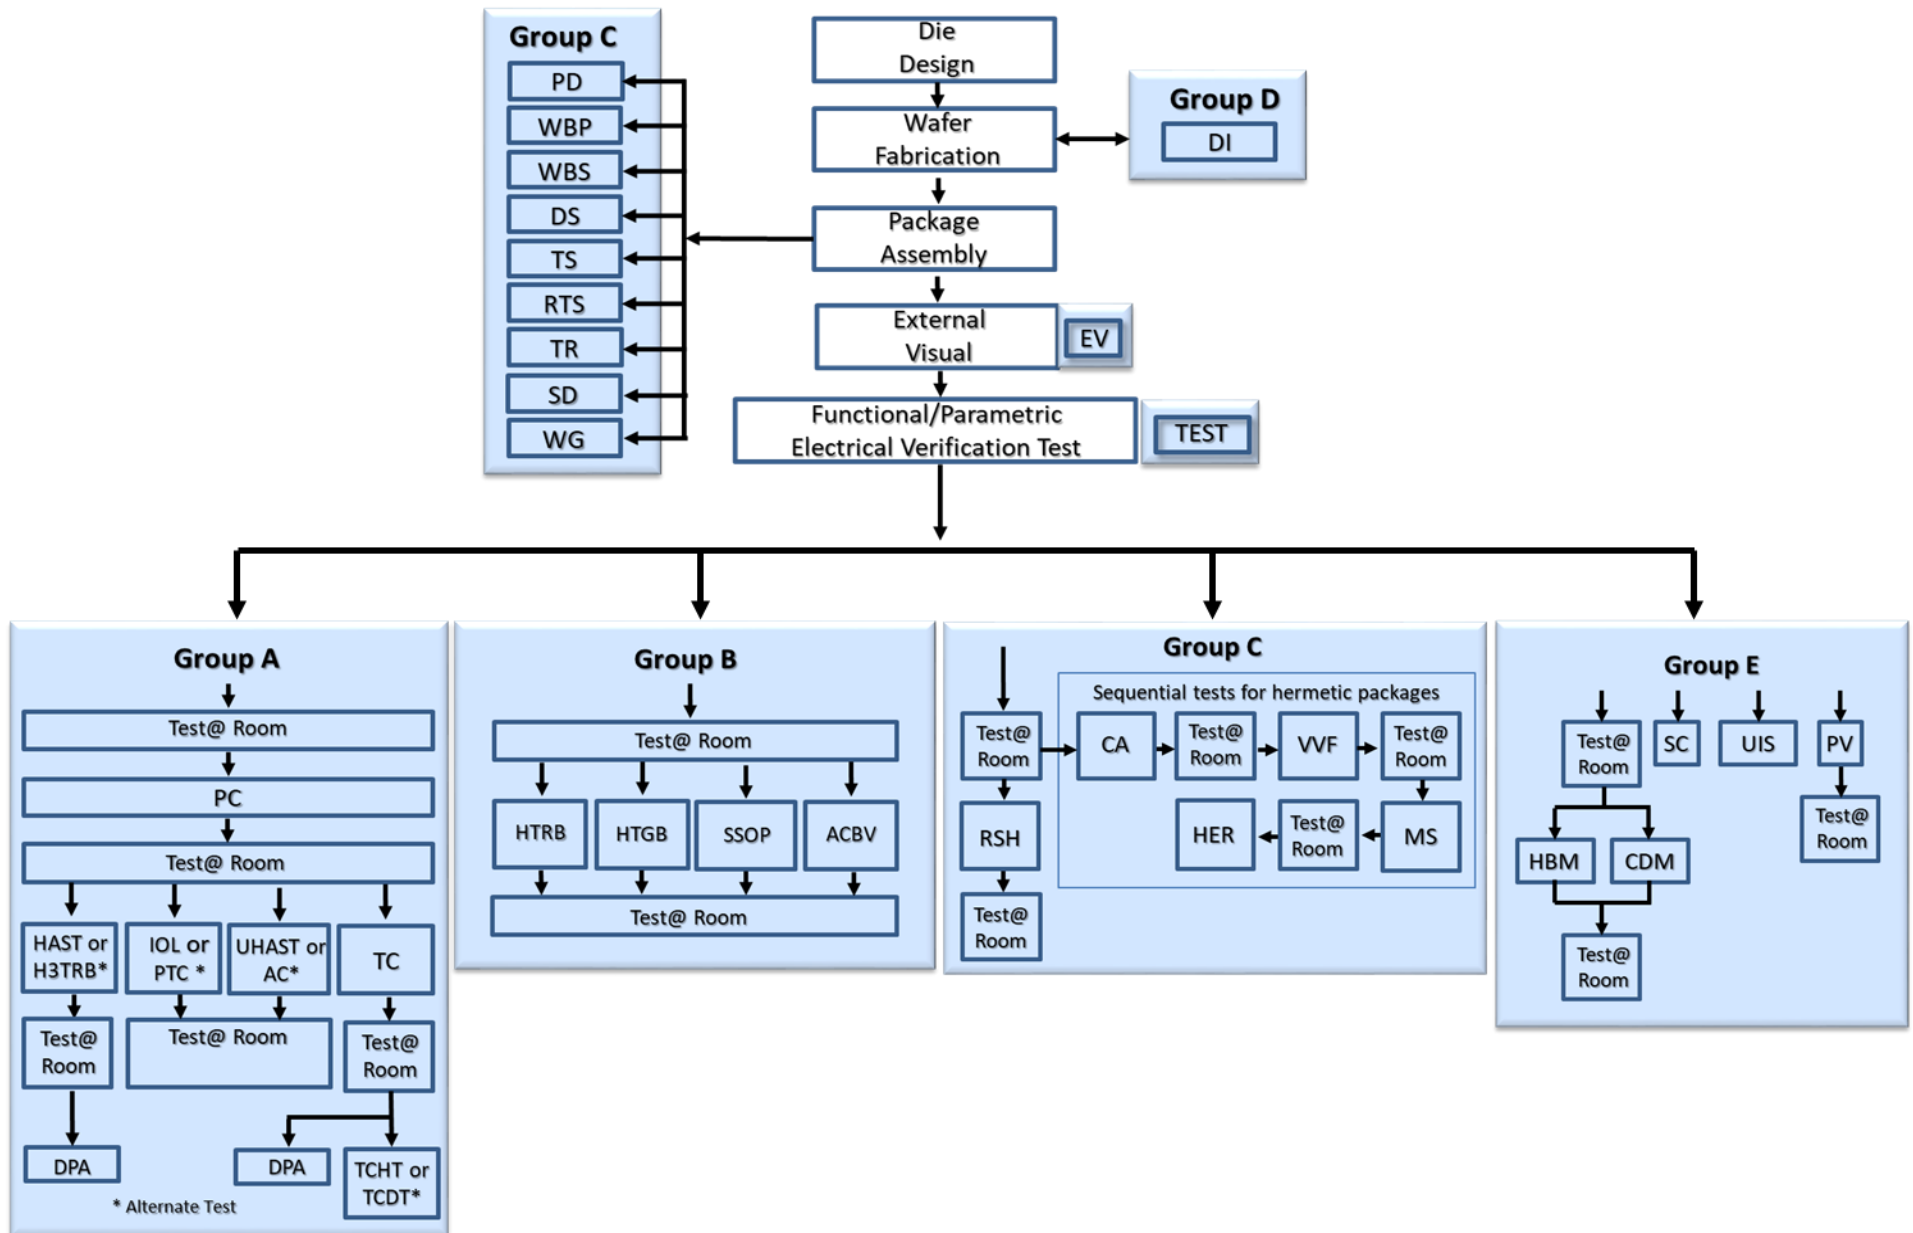 Group C
PD
WBP
WBS
DS
TS
RTS
TR
SD
WG
Die
Design
Wafer
Fabrication
Package
Assembly
External
Visual
EV
Functional/Parametric
Electrical Verification Test
TEST
Group D
DI
Group A
Test@ Room
PC
Test@ Room
HAST or
H3TRB*
IOL or
PTC *
UHAST or
AC*
TC
Test@
Room
Test@ Room
Test@
Room
DPA
DPA
TCHT or
TCDT*
* Alternate Test
Group B
Test@ Room
HTRB
HTGB
SSOP
ACBV
Test@ Room
Group C
Sequential tests for hermetic packages
Test@
Room
CA
Test@
Room
VVF
Test@
Room
RSH
HER
Test@
Room
MS
Test@
Room
Group E
Test@
Room
SC
UIS
PV
Test@
Room
HBM
CDM
Test@
Room